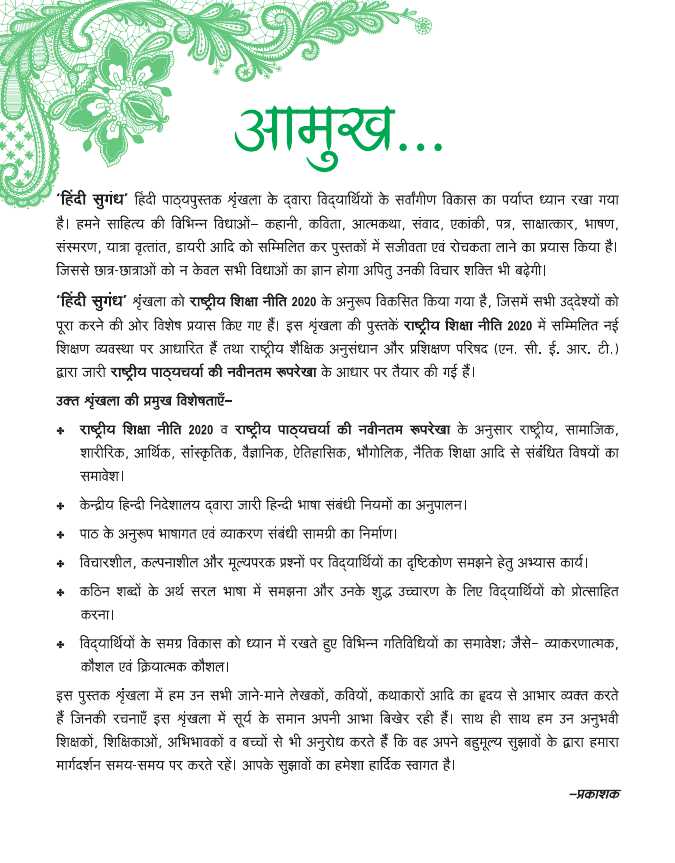 आमुख...
‘हिंदी सुगंध’ हिंदी पाठ्यपुस्तक शृंखला के द्वारा विद्यार्थियों के सर्वांगीण विकास का पर्याप्त ध्यान रखा गया
है। हमने साहित्य की विभिन्न विधाओं– कहानी, कविता, आत्मकथा, संवाद, एकांकी, पत्र, साक्षात्कार, भाषण,
संस्मरण, यात्रा वृत्तांत, डायरी आदि को सम्मिलित कर पुस्तकों में सजीवता एवं रोचकता लाने का प्रयास किया है।
जिससे छात्र-छात्राओं को न केवल सभी विधाओं का ज्ञान होगा अपितु उनकी विचार शक्ति भी बढ़ेगी।
‘हिंदी सुगंध’ शृंखला को राष्ट्रीय शिक्षा नीति 2020 के अनुरूप विकसित किया गया है, जिसमें सभी उद्देश्यों को
पूरा करने की ओर विशेष प्रयास किए गए हैं। इस शृंखला की पुस्तकें राष्ट्रीय शिक्षा नीति 2020 में सम्मिलित नई
शिक्षण व्यवस्था पर आधारित हैं तथा राष्ट्रीय शैक्षिक अनुसंधान और प्रशिक्षण परिषद (एन. सी. ई. आर. टी.)
द्वारा जारी राष्ट्रीय पाठ्यचर्या की नवीनतम रूपरेखा के आधार पर तैयार की गई हैं।
उक्त शृंखला की प्रमुख विशेषताएँ–
✤ राष्ट्रीय शिक्षा नीति 2020 व राष्ट्रीय पाठ्यचर्या की नवीनतम रूपरेखा के अनुसार राष्ट्रीय, सामाजिक,
शारीरिक, आर्थिक, सांस्कृतिक, वैज्ञानिक, ऐतिहासिक, भौगोलिक, नैतिक शिक्षा आदि से संबंधित विषयों का
समावेश।
✤ केन्द्रीय हिन्दी निदेशालय द्वारा जारी हिन्दी भाषा संबंधी नियमों का अनुपालन।
✤ पाठ के अनुरूप भाषागत एवं व्याकरण संबंधी सामग्री का निर्माण।
✤ विचारशील, कल्पनाशील और मूल्यपरक प्रश्नों पर विद्यार्थियों का दृष्टिकोण समझने हेतु अभ्यास कार्य।
✤ कठिन शब्दों के अर्थ सरल भाषा में समझना और उनके शुद्ध उच्चारण के लिए विद्यार्थियों को प्रोत्साहित
करना।
✤ विद्यार्थियों के समग्र विकास को ध्यान में रखते हुए विभिन्न गतिविधियों का समावेश; जैसे– व्याकरणात्मक,
कौशल एवं क्रियात्मक कौशल।
इस पुस्तक शृंखला में हम उन सभी जाने-माने लेखकों, कवियों, कथाकारों आदि का हृदय से आभार व्यक्त करते
हैं जिनकी रचनाएँ इस शृंखला में सूर्य के समान अपनी आभा बिखेर रही हैं। साथ ही साथ हम उन अनुभवी
शिक्षकों, शिक्षिकाओं, अभिभावकों व बच्चों से भी अनुरोध करते हैं कि वह अपने बहुमूल्य सुझावों के द्वारा हमारा
मार्गदर्शन समय-समय पर करते रहें। आपके सुझावों का हमेशा हार्दिक स्वागत है।
–प्रकाशक